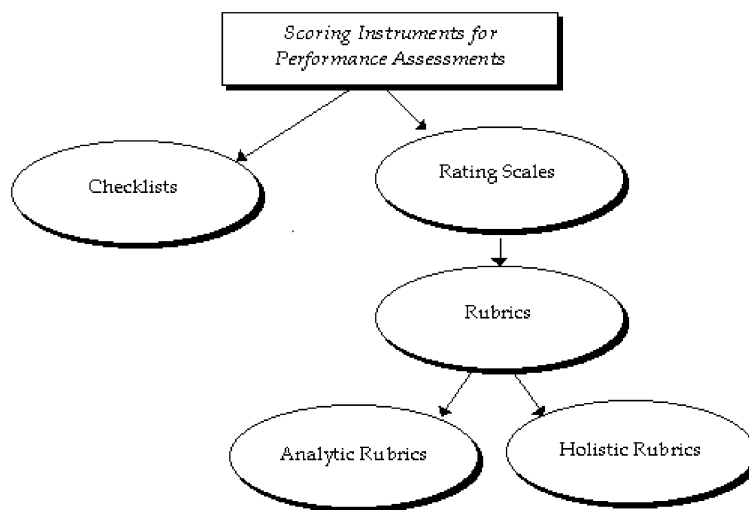 Scoring Instruments for
Performance Assessments
Checklists
Rating Scales
Rubrics
Analytic Rubrics
Holistic Rubrics